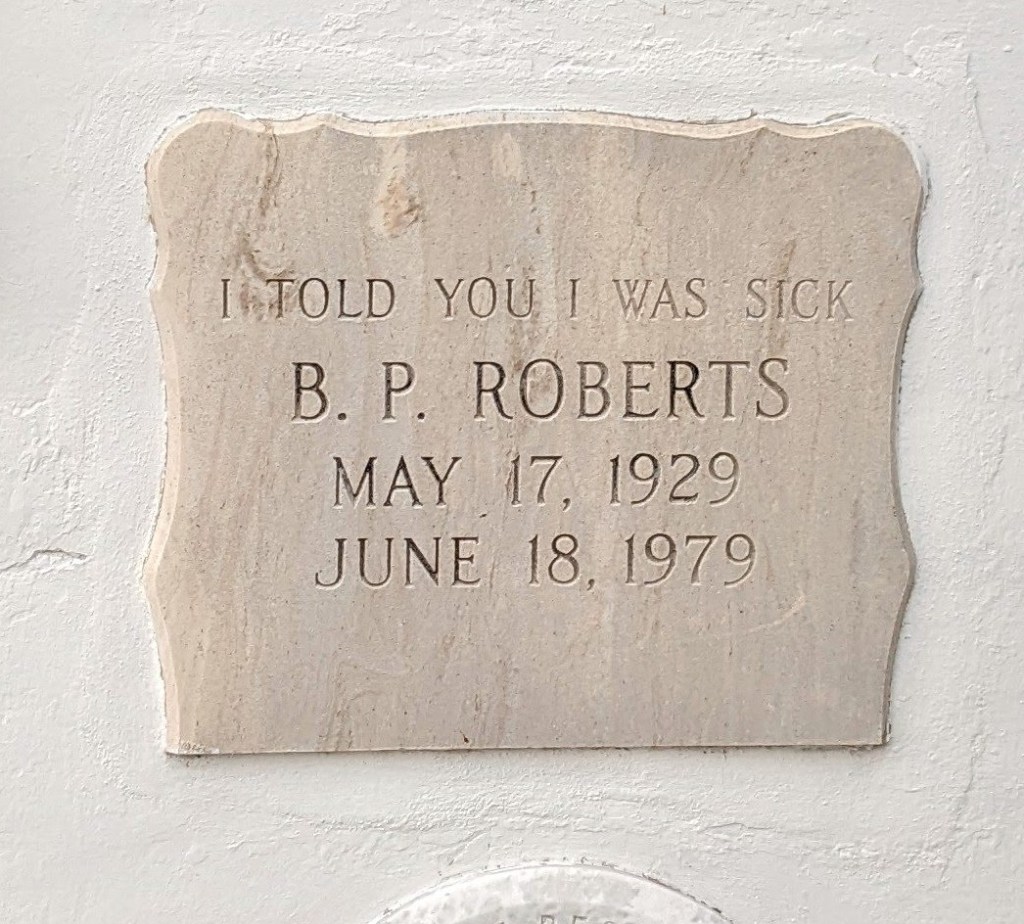 I TOLD YOU I WAS SICK
B. P. ROBERTS
MAY 17, 1929
JUNE 18, 1979